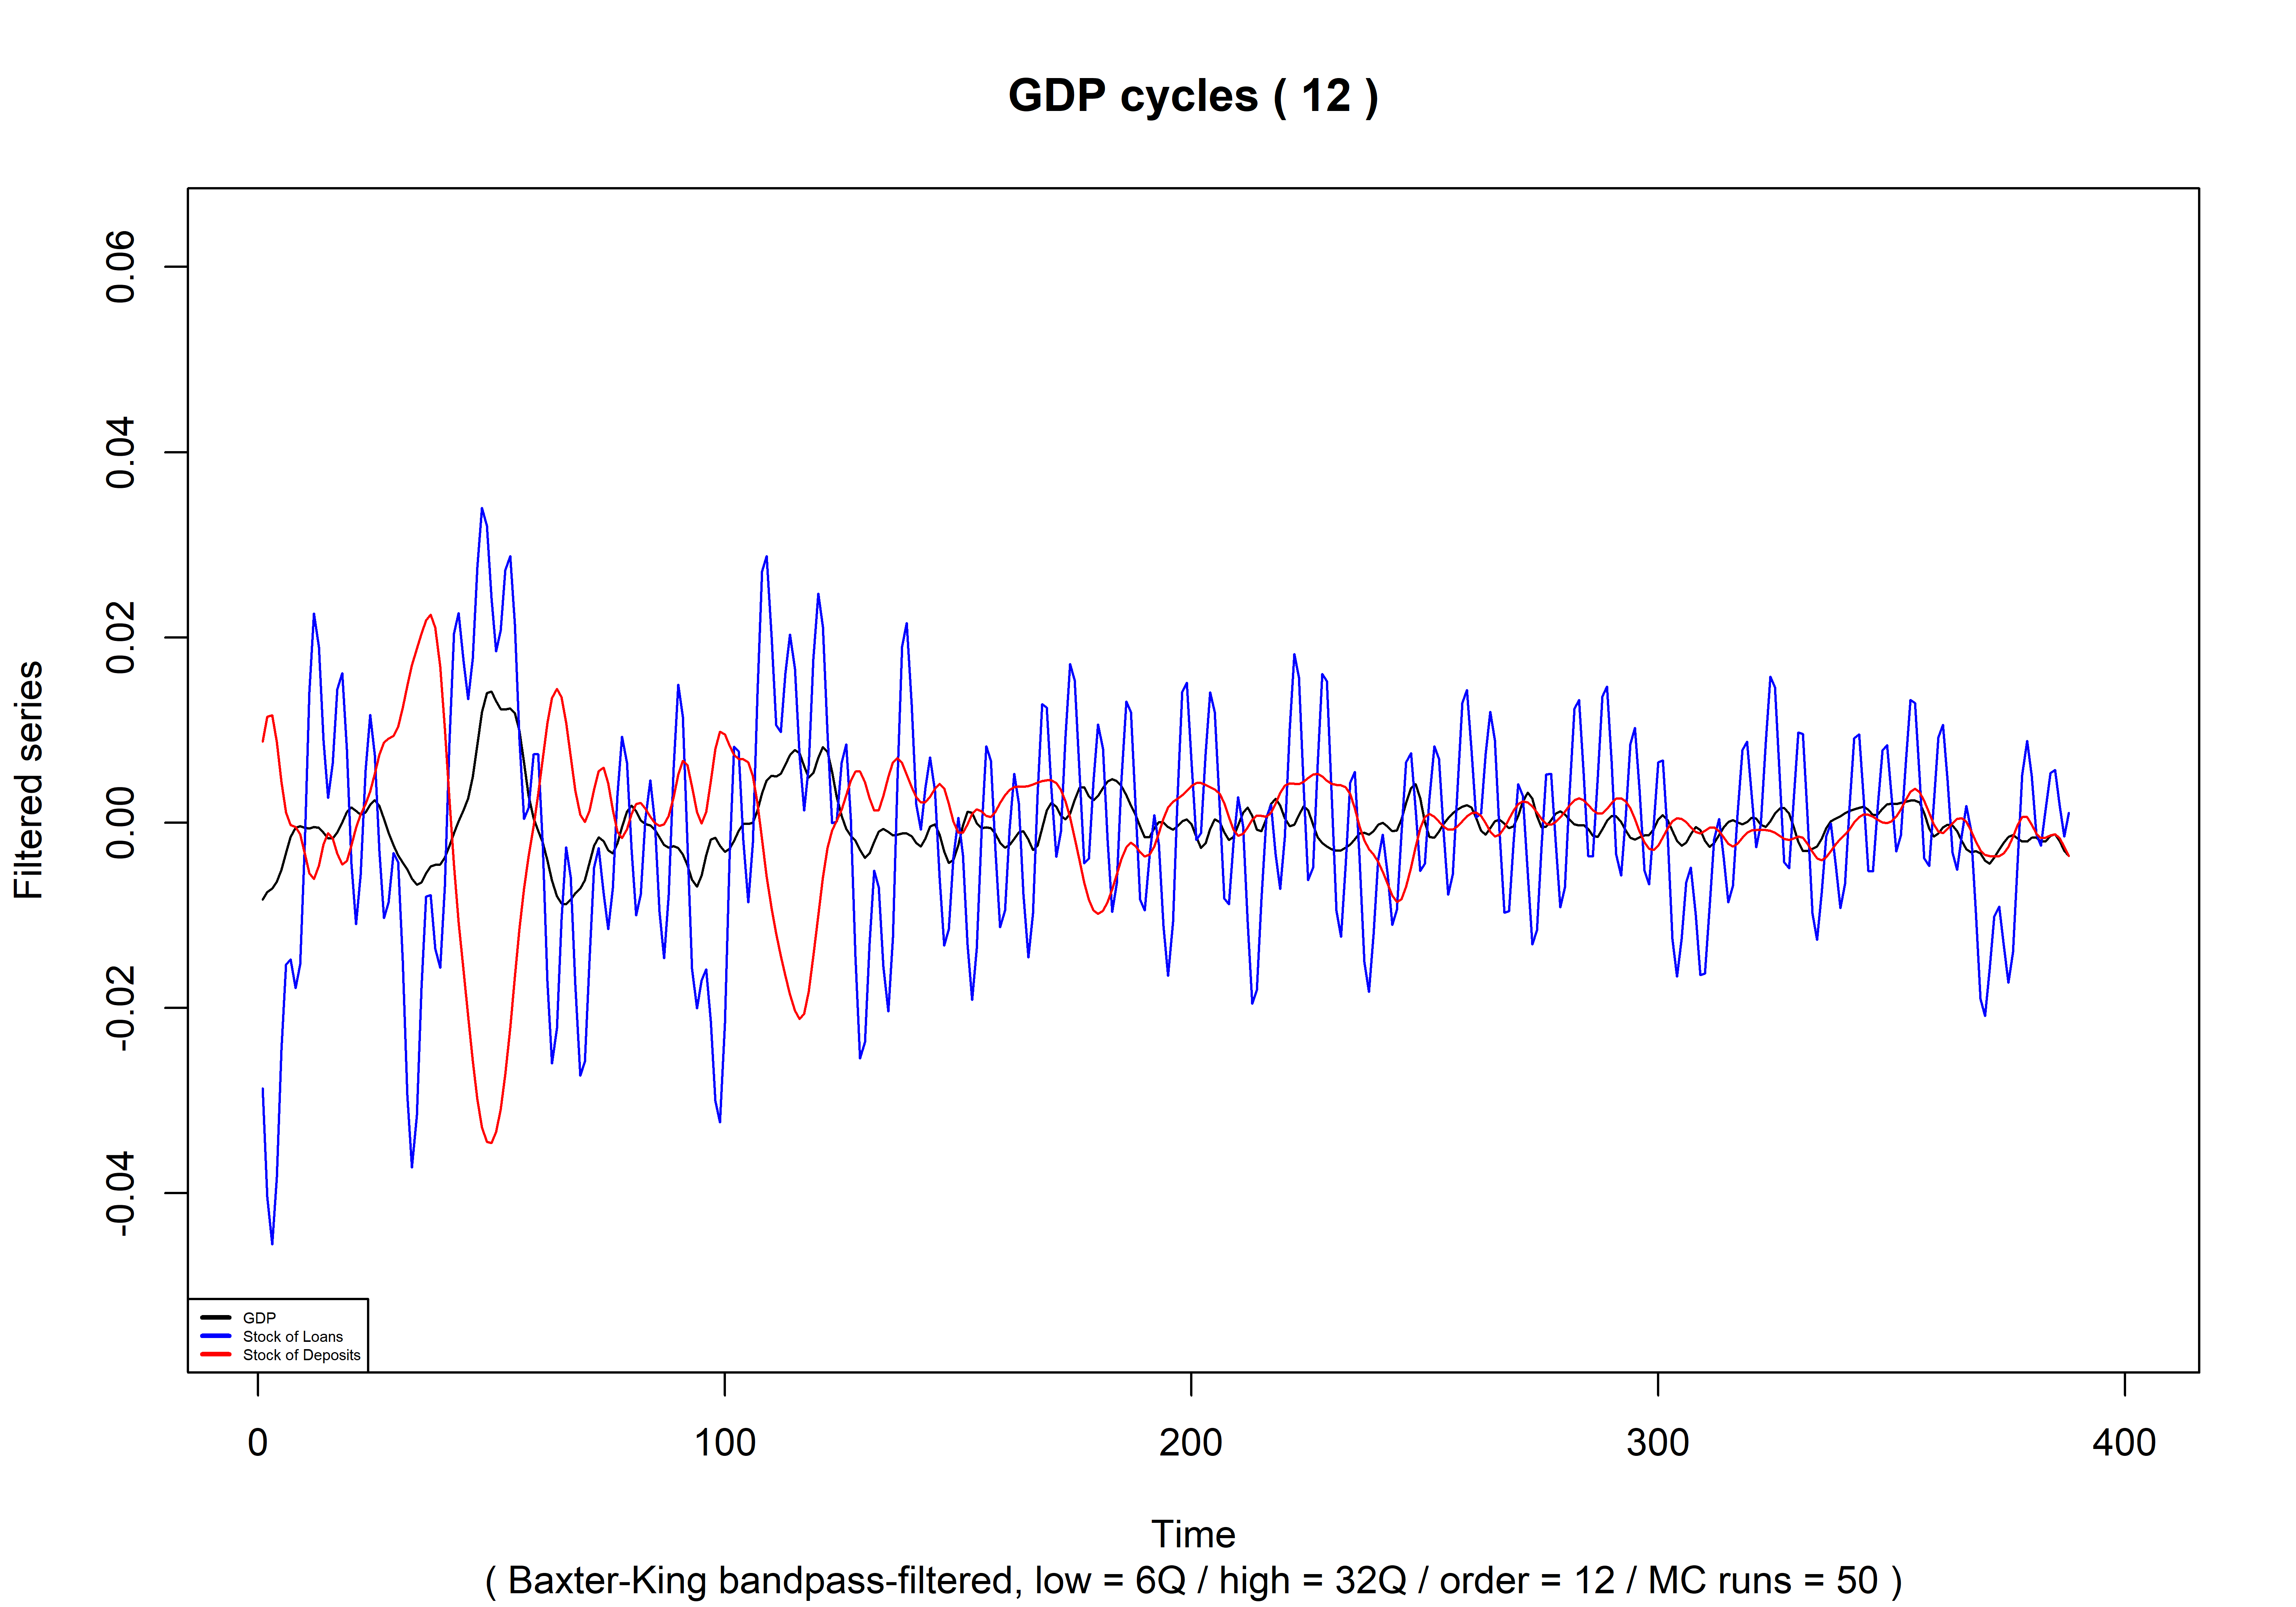 GDP cycles ( 12 )
Filtered series
0.06
0.04
0.02
0.00
-0.02
-0.04
GDP
Stock of Loans
Stock of Deposits
0 100 200 300 400
Time
( Baxter-King bandpass-filtered, low = 6Q / high = 32Q / order = 12 / MC runs = 50 )